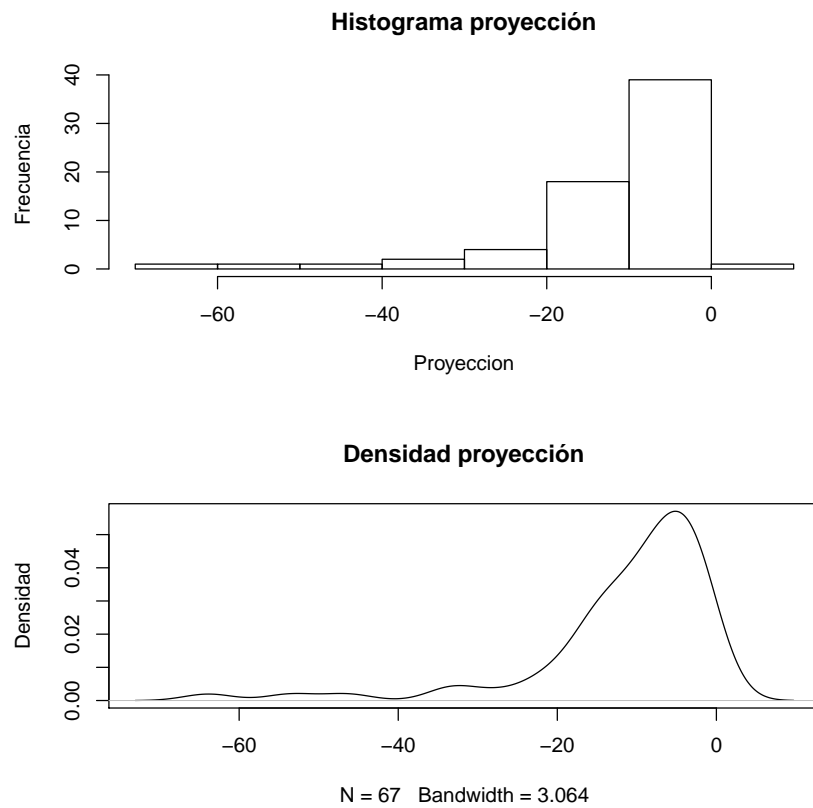 Histograma proyección
Frecuencia
0 10 20 30 40
−60 −40 −20 0
Proyeccion
Densidad proyección
Densidad
0.00 0.02 0.04
−60 −40 −20 0
N = 67 Bandwidth = 3.064